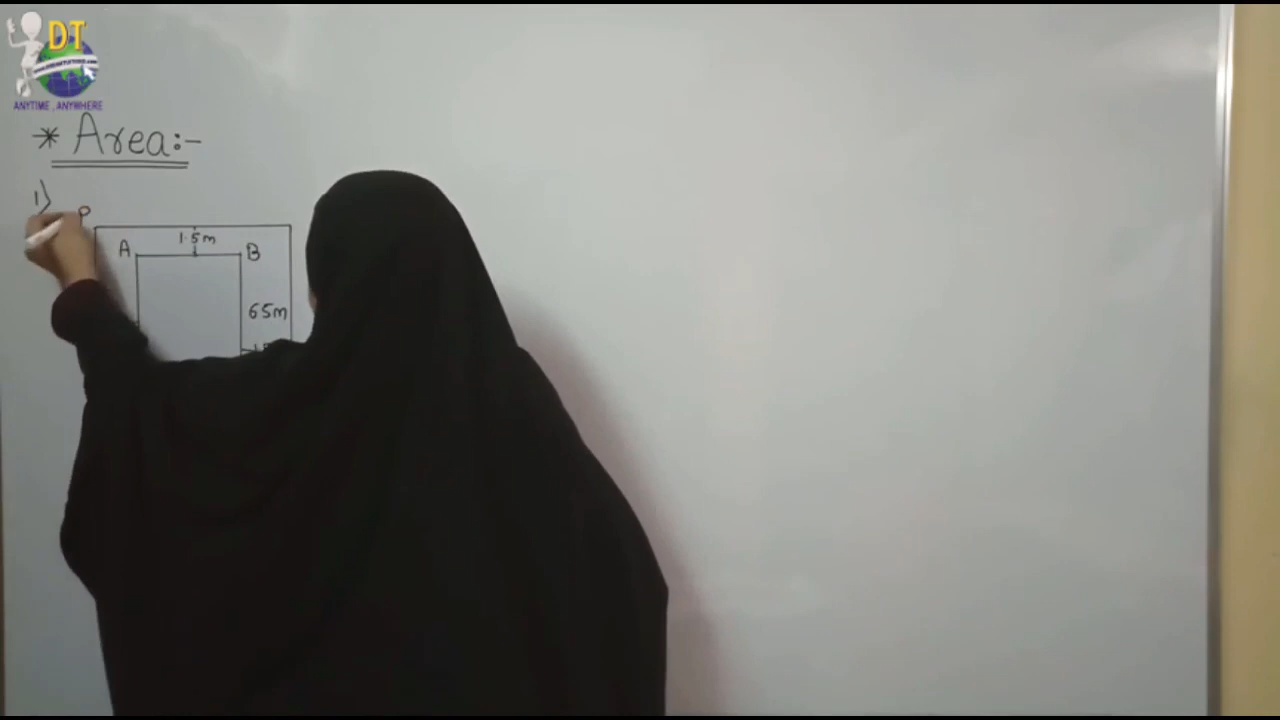 DT
ANYTIME , ANYWHERE
* Area:-
1)
P
1.5m
A B
65m